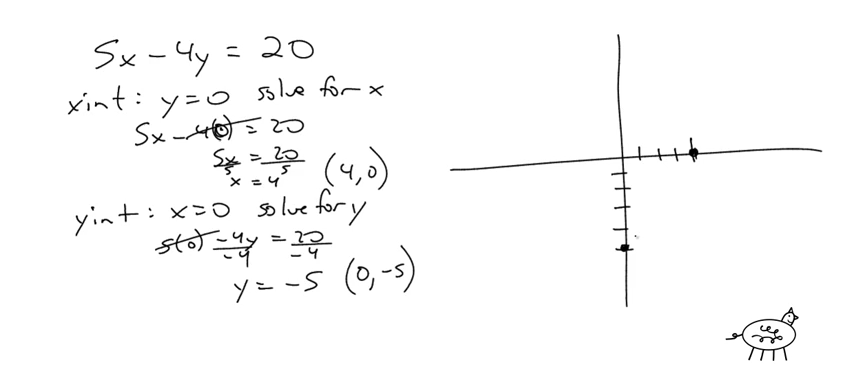 5x - 4y = 20
xint: y=0 solve for x
5x - 4(0) = 20
5x/5 = 20/5
x = 4 (4,0)
yint: x=0 solve for y
5(0) -4y/-4 = 20/-4
y = -5 (0,-5)